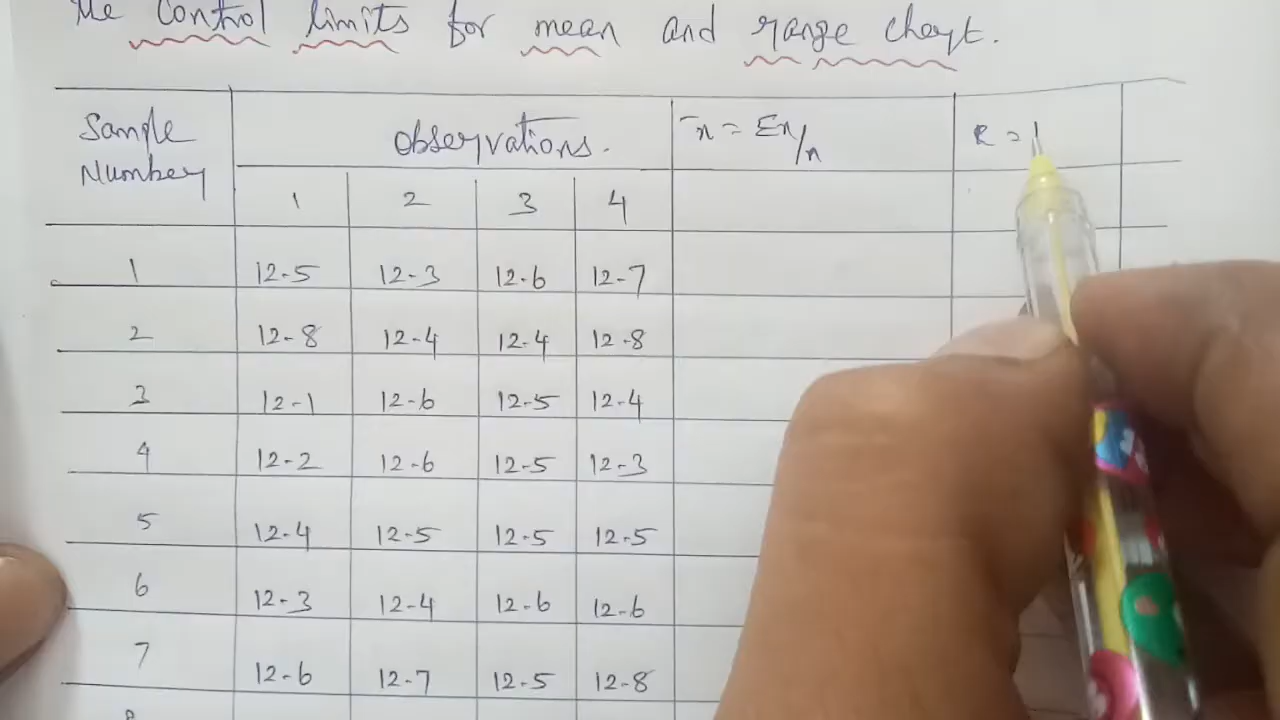 the control limits for mean and range chart.
Sample Number
observations.
x̄ = Σx/n
R =
1 2 3 4
1 12-5 12-3 12-6 12-7
2 12-8 12-4 12-4 12-8
3 12-1 12-6 12-5 12-4
4 12-2 12-6 12-5 12-3
5 12-4 12-5 12-5 12-5
6 12-3 12-4 12-6 12-6
7 12-6 12-7 12-5 12-8